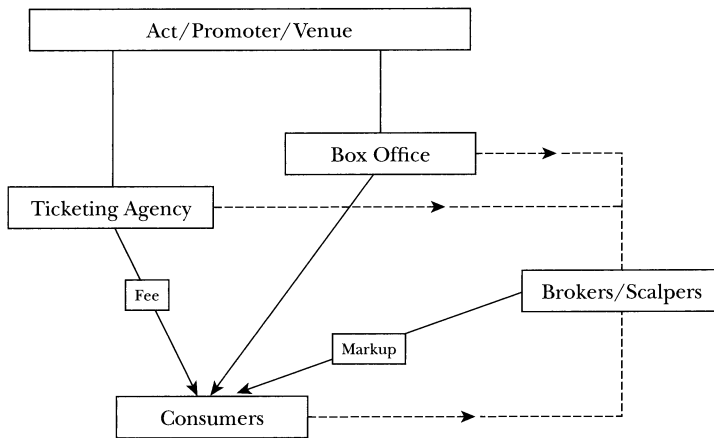 Act/Promoter/Venue
Box Office
Ticketing Agency
Fee
Brokers/Scalpers
Markup
Consumers